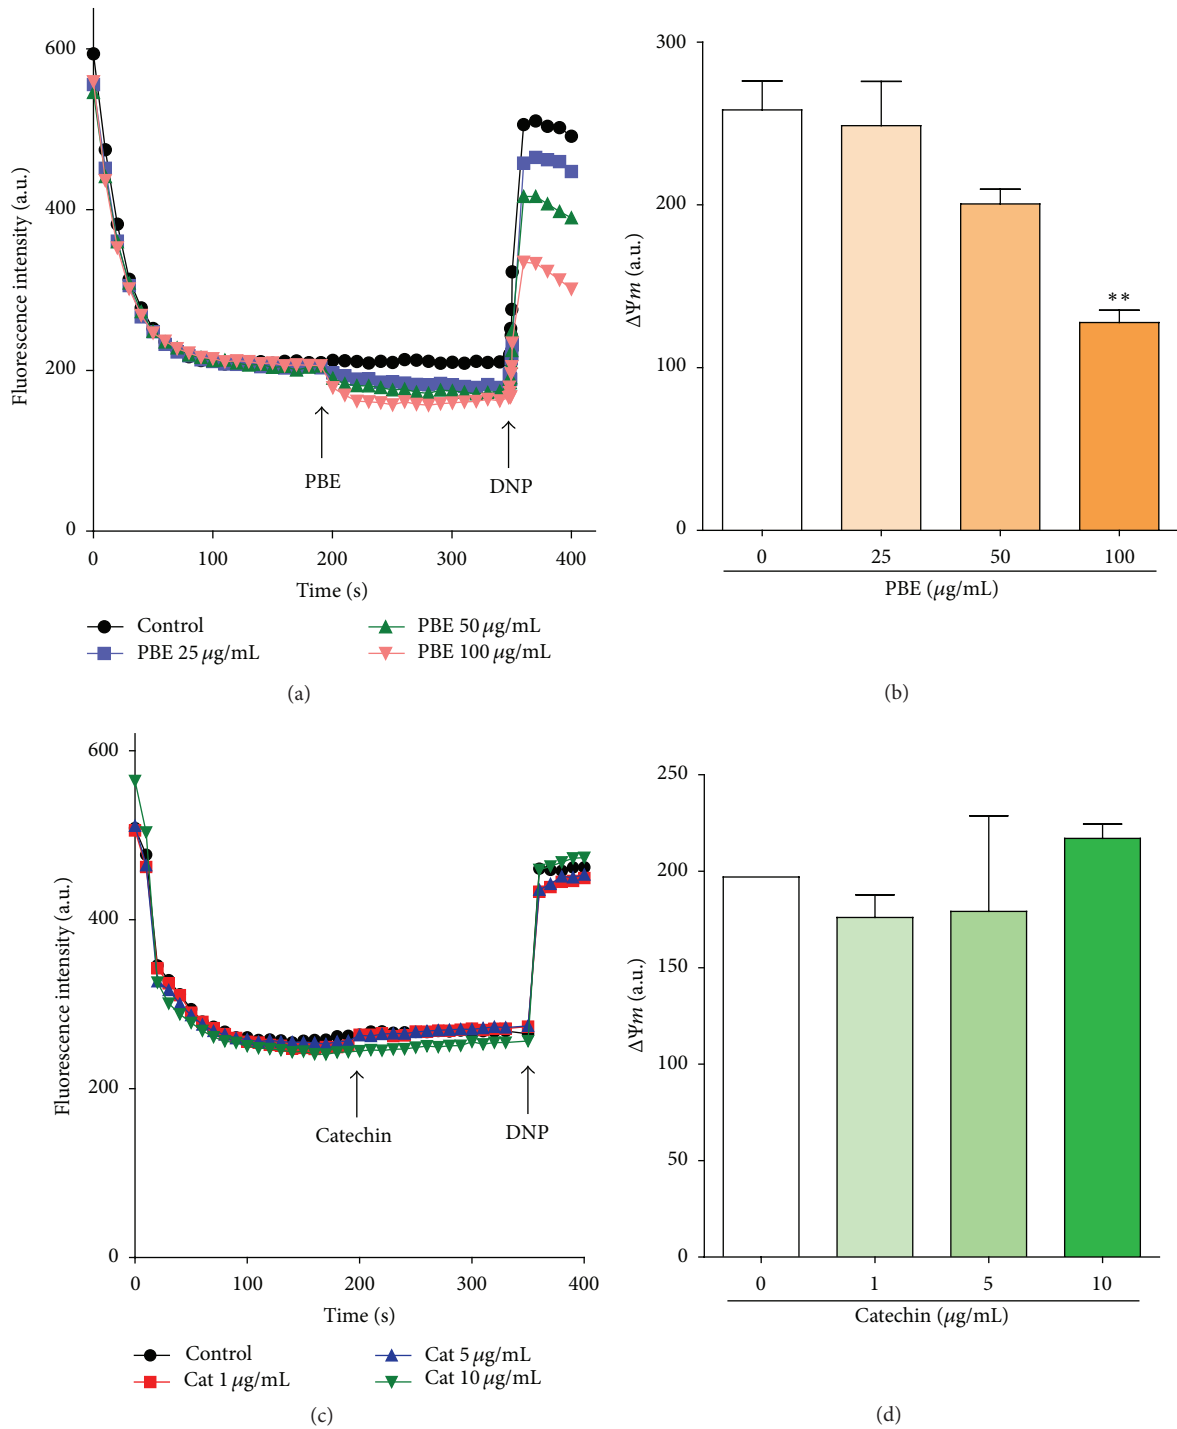 600
400
200
0
Fluorescence intensity (a.u.)
PBE
DNP
0 100 200 300 400
Time (s)
Control
PBE 25 μg/mL
PBE 50 μg/mL
PBE 100 μg/mL
(a)
300
200
100
0
ΔΨm (a.u.)
**
0 25 50 100
PBE (μg/mL)
(b)
600
400
200
0
Fluorescence intensity (a.u.)
Catechin
DNP
0 100 200 300 400
Time (s)
Control
Cat 1 μg/mL
Cat 5 μg/mL
Cat 10 μg/mL
(c)
250
200
150
100
50
0
ΔΨm (a.u.)
0 1 5 10
Catechin (μg/mL)
(d)